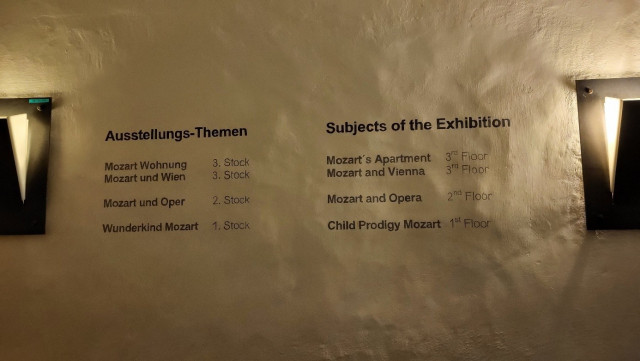 Ausstellungs-Themen
Mozart Wohnung 3. Stock
Mozart und Wien 3. Stock
Mozart und Oper 2. Stock
Wunderkind Mozart 1. Stock
Subjects of the Exhibition
Mozart´s Apartment 3rd Floor
Mozart and Vienna 3rd Floor
Mozart and Opera 2nd Floor
Child Prodigy Mozart 1st Floor